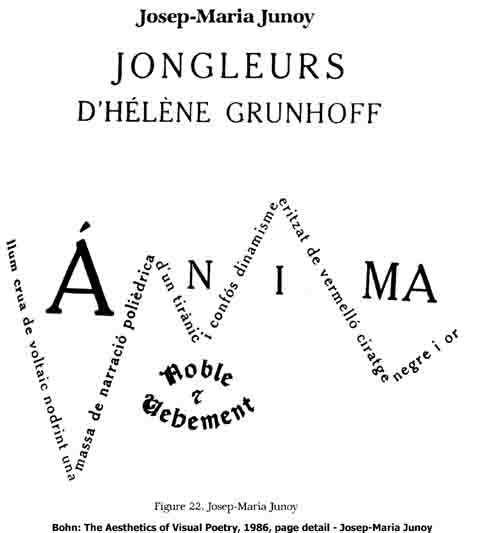 Josep-Maria Junoy
JONGLEURS
D'HÉLÈNE GRUNHOFF
ÁNIMA
llum crua de voltaic nodrint una
massa de narració polièdrica
d'un tirànic
i confós dinamisme
eritzat de vermelló ciratge
negre i or
Noble
7
Vehement
Figure 22. Josep-Maria Junoy
Bohn: The Aesthetics of Visual Poetry, 1986, page detail - Josep-Maria Junoy